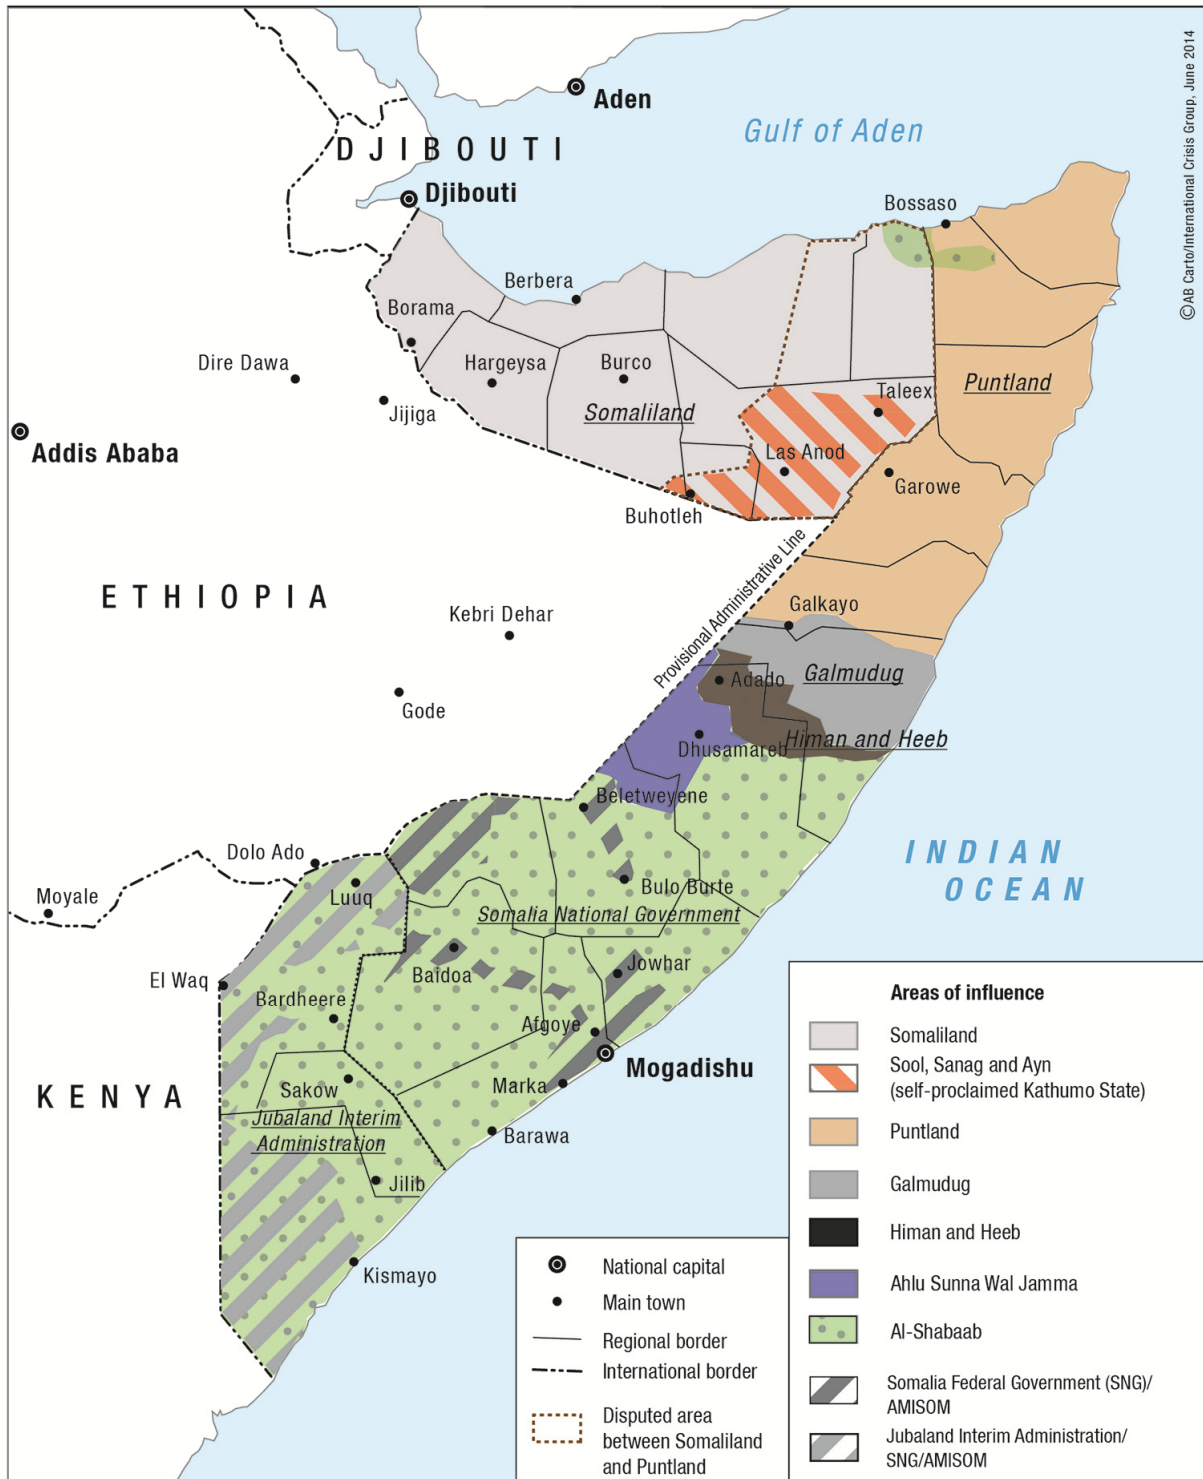 ©AB Carto/International Crisis Group, June 2014
Aden
Gulf of Aden
DJIBOUTI
Djibouti
Bossaso
Berbera
Borama
Dire Dawa
Hargeysa
Burco
Taleex
Puntland
Jijiga
Somaliland
Addis Ababa
Las Anod
Garowe
Buhotleh
Provisional Administrative Line
ETHIOPIA
Kebri Dehar
Galkayo
Galmudug
Adado
Gode
Himan and Heeb
Dhusamareb
Beletweyene
INDIAN
OCEAN
Dolo Ado
Luuq
Moyale
Bulo Burte
Somalia National Government
Baidoa
Jowhar
El Waq
Bardheere
Afgoye
Mogadishu
KENYA
Sakow
Marka
Jubaland Interim
Administration
Barawa
Jilib
Kismayo
National capital
Main town
Regional border
International border
Disputed area
between Somaliland
and Puntland
Areas of influence
Somaliland
Sool, Sanag and Ayn
(self-proclaimed Kathumo State)
Puntland
Galmudug
Himan and Heeb
Ahlu Sunna Wal Jamma
Al-Shabaab
Somalia Federal Government (SNG)/
AMISOM
Jubaland Interim Administration/
SNG/AMISOM